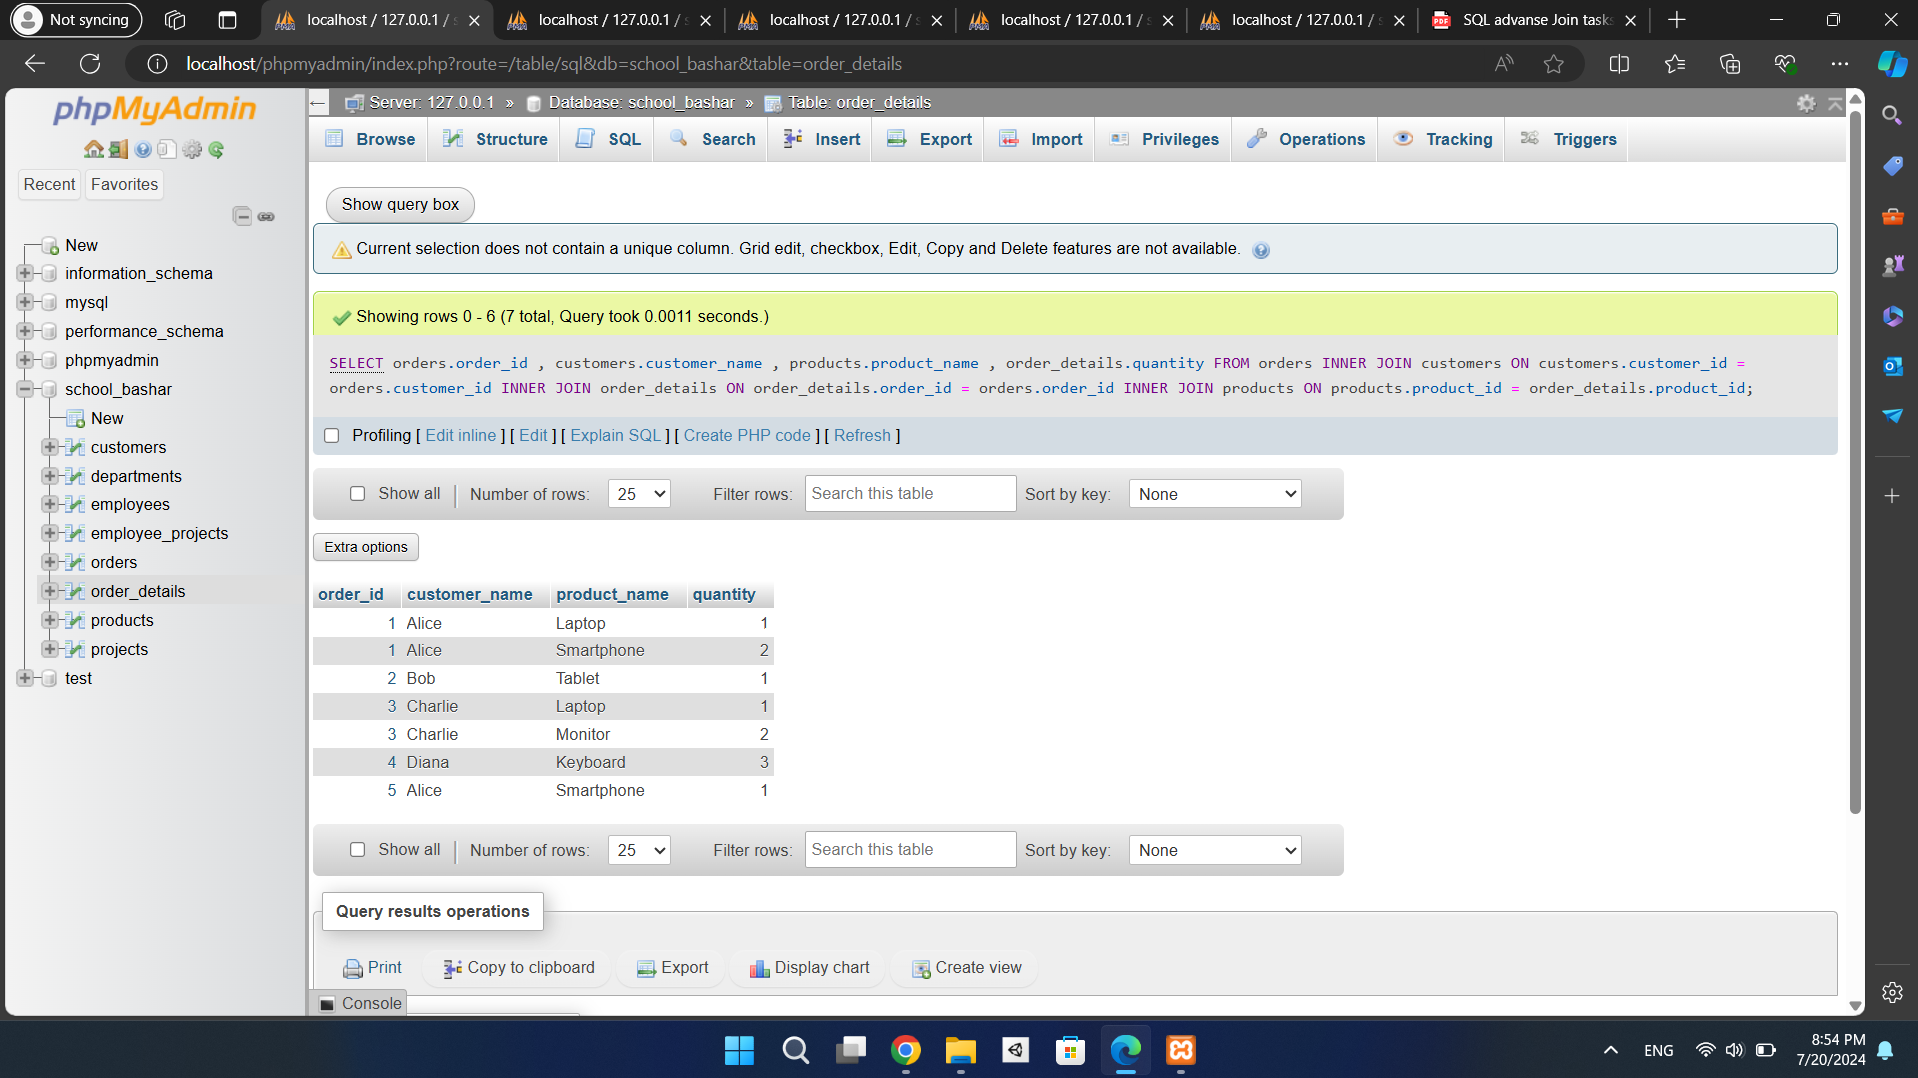 Not syncing
localhost / 127.0.0.1 / s
localhost / 127.0.0.1 / s
localhost / 127.0.0.1 / s
localhost / 127.0.0.1 / s
localhost / 127.0.0.1 / s
SQL advanse Join tasks
localhost/phpmyadmin/index.php?route=/table/sql&db=school_bashar&table=order_details
phpMyAdmin
Recent
Favorites
New
information_schema
mysql
performance_schema
phpmyadmin
school_bashar
New
customers
departments
employees
employee_projects
orders
order_details
products
projects
test
Server: 127.0.0.1 » Database: school_bashar » Table: order_details
Browse Structure SQL Search Insert Export Import Privileges Operations Tracking Triggers
Show query box
Current selection does not contain a unique column. Grid edit, checkbox, Edit, Copy and Delete features are not available.
Showing rows 0 - 6 (7 total, Query took 0.0011 seconds.)
SELECT orders.order_id , customers.customer_name , products.product_name , order_details.quantity FROM orders INNER JOIN customers ON customers.customer_id =
orders.customer_id INNER JOIN order_details ON order_details.order_id = orders.order_id INNER JOIN products ON products.product_id = order_details.product_id;
Profiling [ Edit inline ] [ Edit ] [ Explain SQL ] [ Create PHP code ] [ Refresh ]
Show all | Number of rows: 25 Filter rows: Search this table Sort by key: None
Extra options
order_id customer_name product_name quantity
1 Alice Laptop 1
1 Alice Smartphone 2
2 Bob Tablet 1
3 Charlie Laptop 1
3 Charlie Monitor 2
4 Diana Keyboard 3
5 Alice Smartphone 1
Show all | Number of rows: 25 Filter rows: Search this table Sort by key: None
Query results operations
Print Copy to clipboard Export Display chart Create view
Console
ENG
8:54 PM
7/20/2024